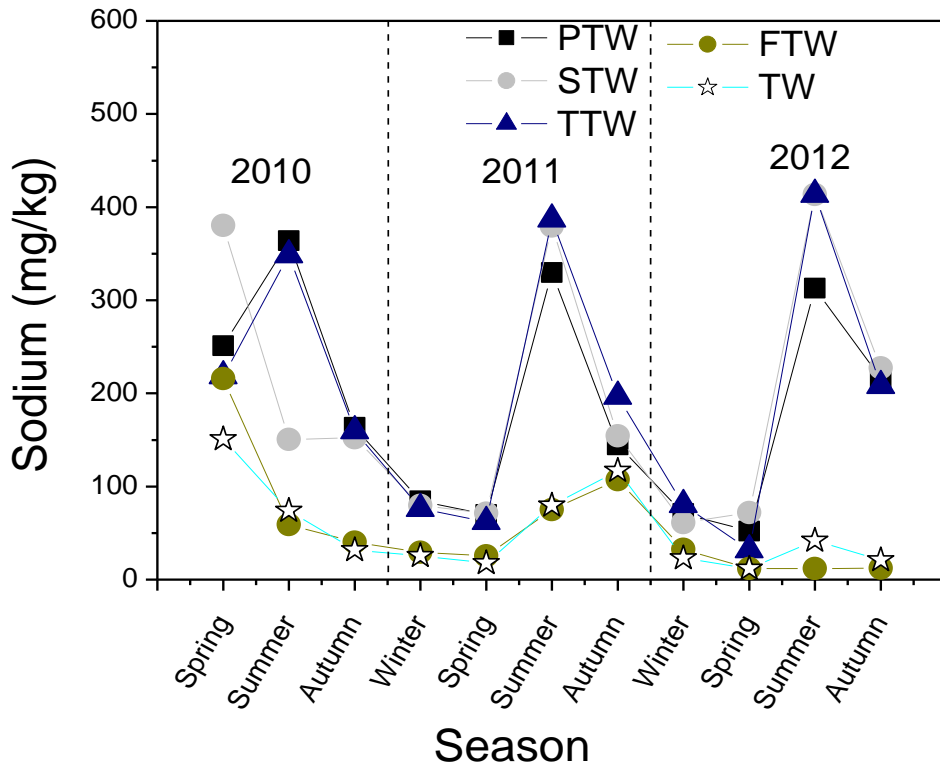 600
500
400
300
200
100
0
Sodium (mg/kg)
PTW
STW
TTW
FTW
TW
2010
2011
2012
Spring
Summer
Autumn
Winter
Spring
Summer
Autumn
Winter
Spring
Summer
Autumn
Season